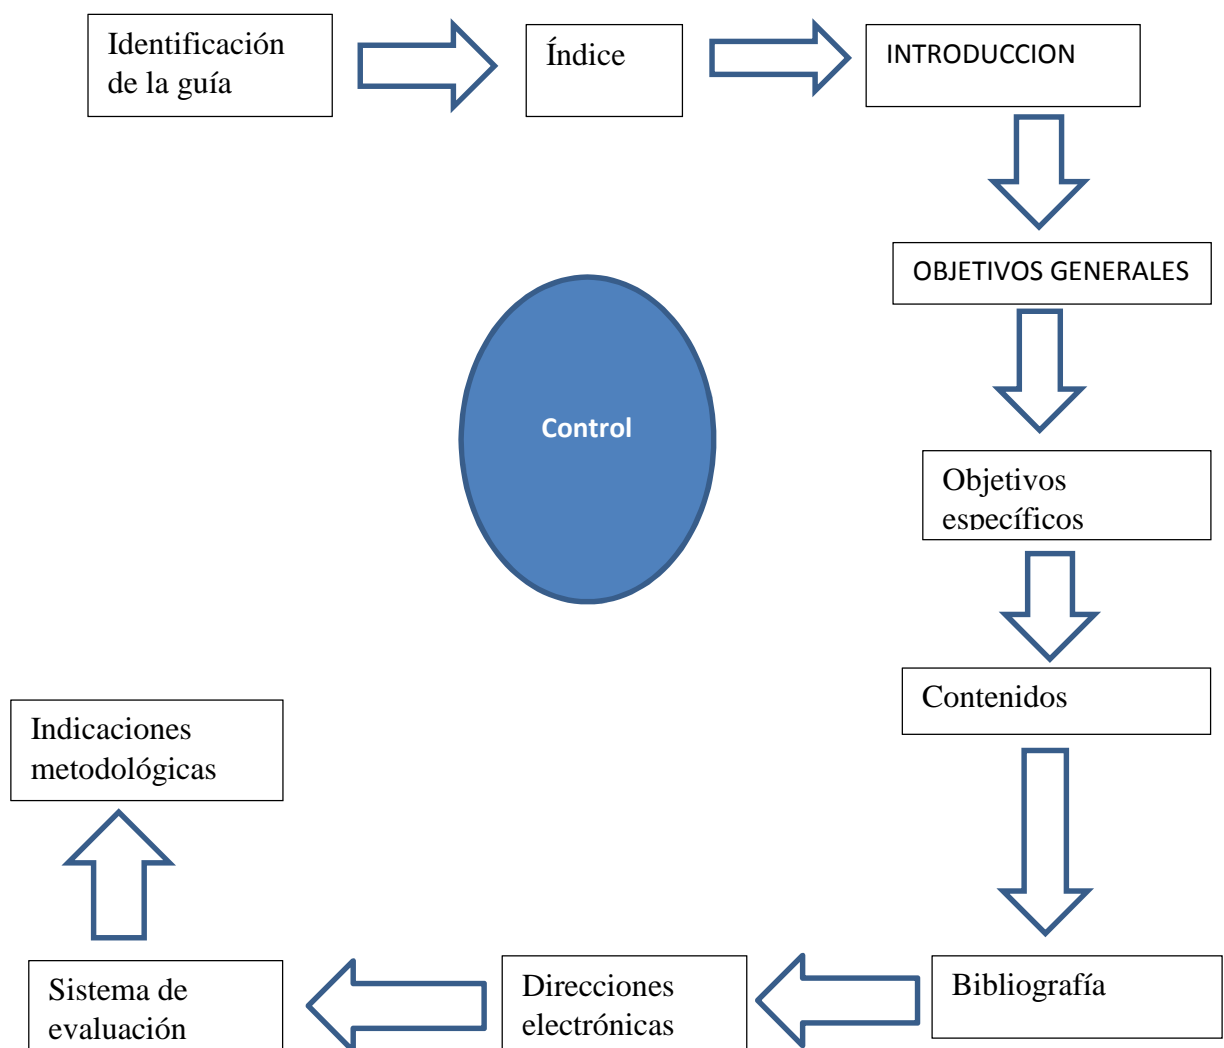 Identificación
de la guía
Índice
INTRODUCCION
OBJETIVOS GENERALES
Control
Objetivos
específicos
Contenidos
Indicaciones
metodológicas
Bibliografía
Direcciones
electrónicas
Sistema de
evaluación